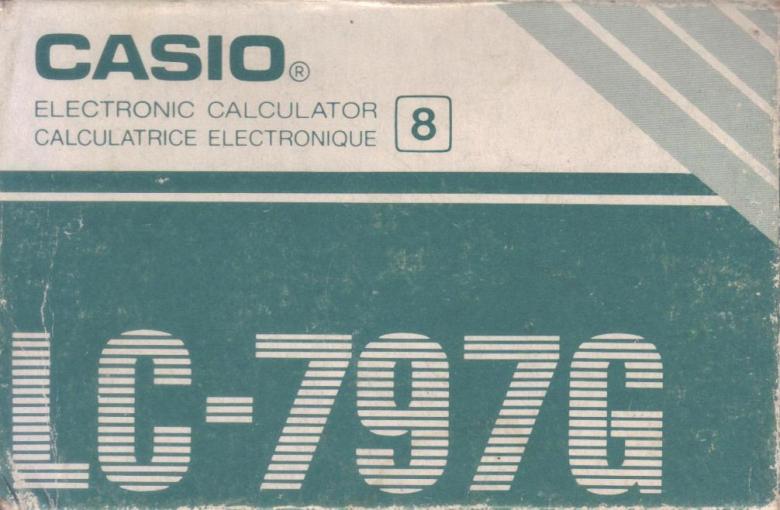 CASIO®
ELECTRONIC CALCULATOR
CALCULATRICE ELECTRONIQUE
8
LC-797G